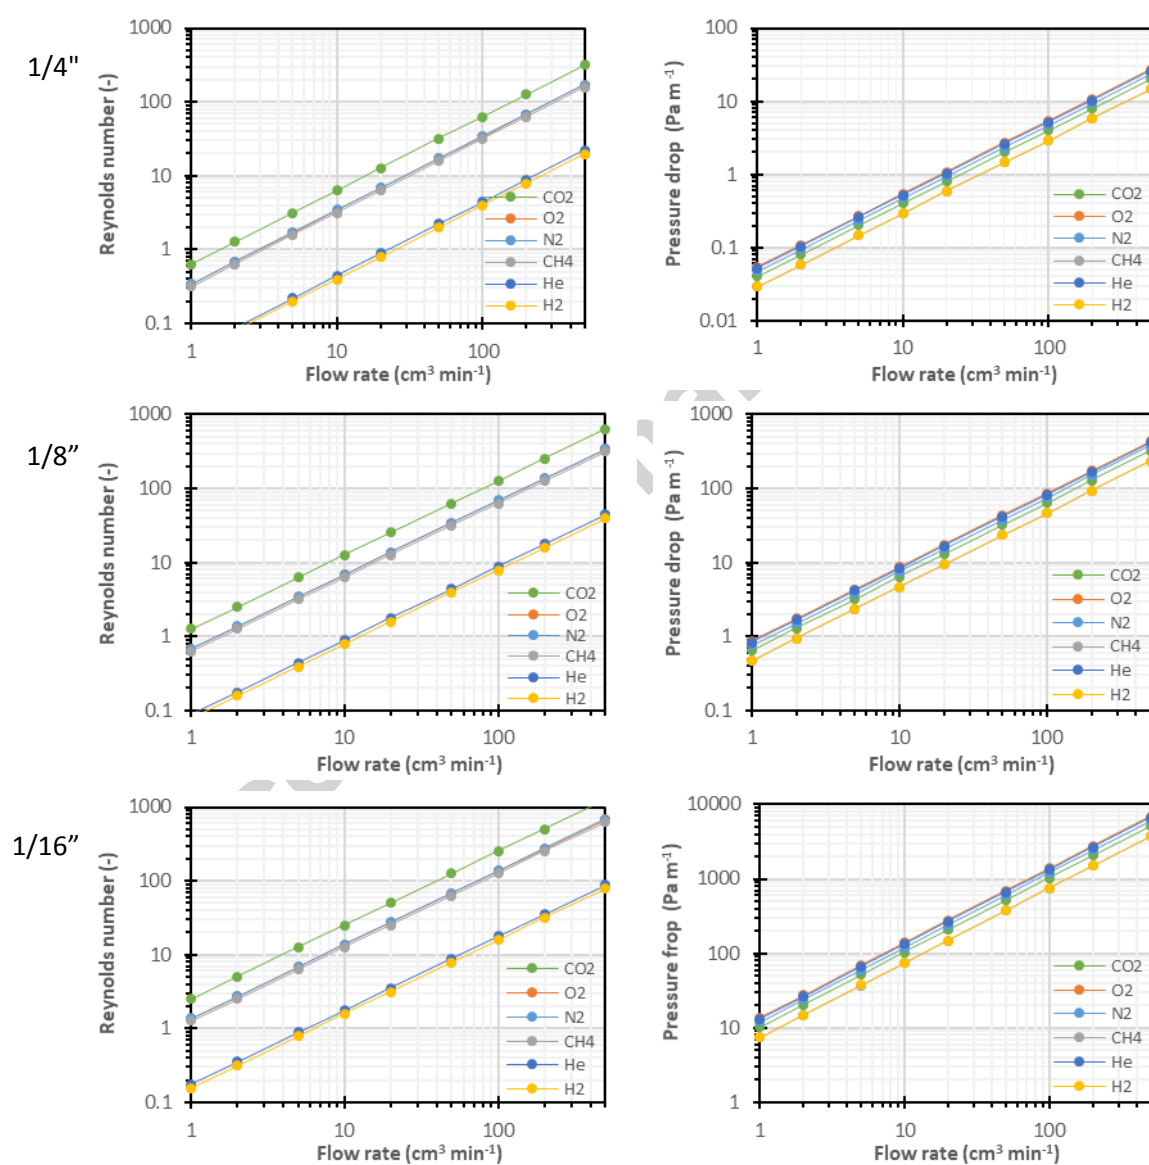 1/4"
Reynolds number (-)
1000
100
10
1
0.1
1
10
100
Flow rate (cm³ min⁻¹)
CO2
O2
N2
CH4
He
H2
Pressure drop (Pa m⁻¹)
100
10
1
0.1
0.01
1
10
100
Flow rate (cm³ min⁻¹)
CO2
O2
N2
CH4
He
H2
1/8”
Reynolds number (-)
1000
100
10
1
0.1
1
10
100
Flow rate (cm³ min⁻¹)
CO2
O2
N2
CH4
He
H2
Pressure drop (Pa m⁻¹)
1000
100
10
1
0.1
1
10
100
Flow rate (cm³ min⁻¹)
CO2
O2
N2
CH4
He
H2
1/16”
Reynolds number (-)
1000
100
10
1
0.1
1
10
100
Flow rate (cm³ min⁻¹)
CO2
O2
N2
CH4
He
H2
Pressure frop (Pa m⁻¹)
10000
1000
100
10
1
1
10
100
Flow rate (cm³ min⁻¹)
CO2
O2
N2
CH4
He
H2